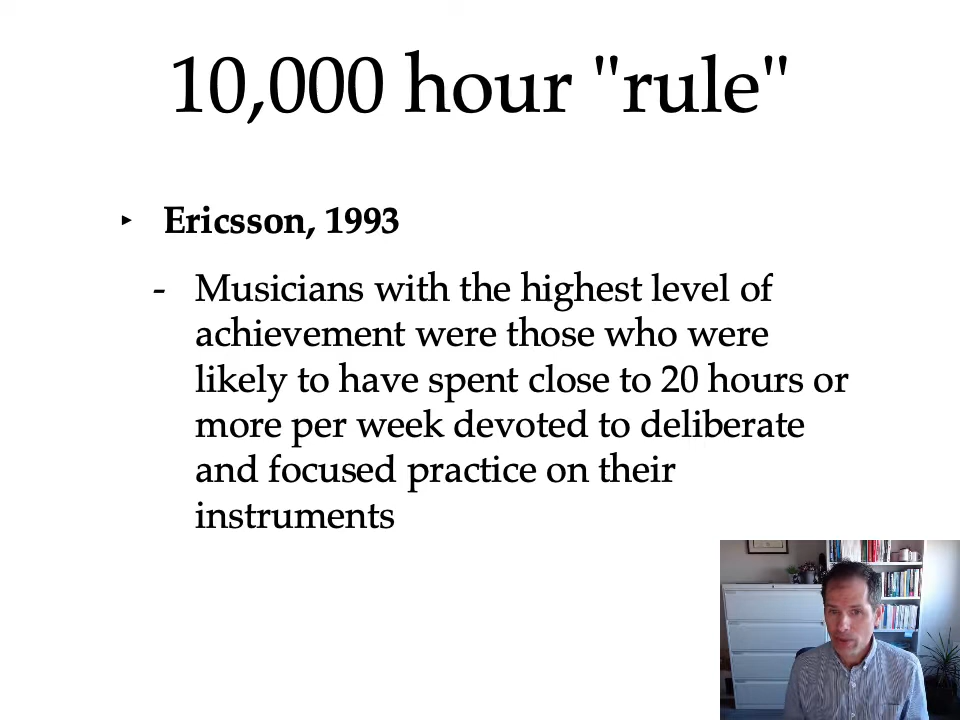 10,000 hour "rule"
‣ Ericsson, 1993
- Musicians with the highest level of
achievement were those who were
likely to have spent close to 20 hours or
more per week devoted to deliberate
and focused practice on their
instruments